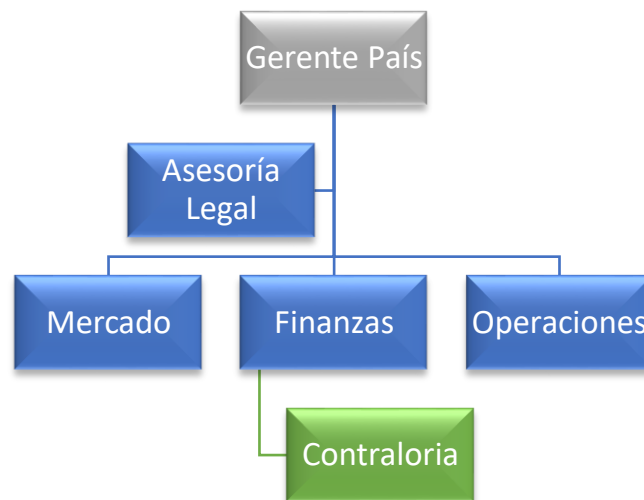 Gerente País
Asesoría
Legal
Mercado
Finanzas
Operaciones
Contraloria